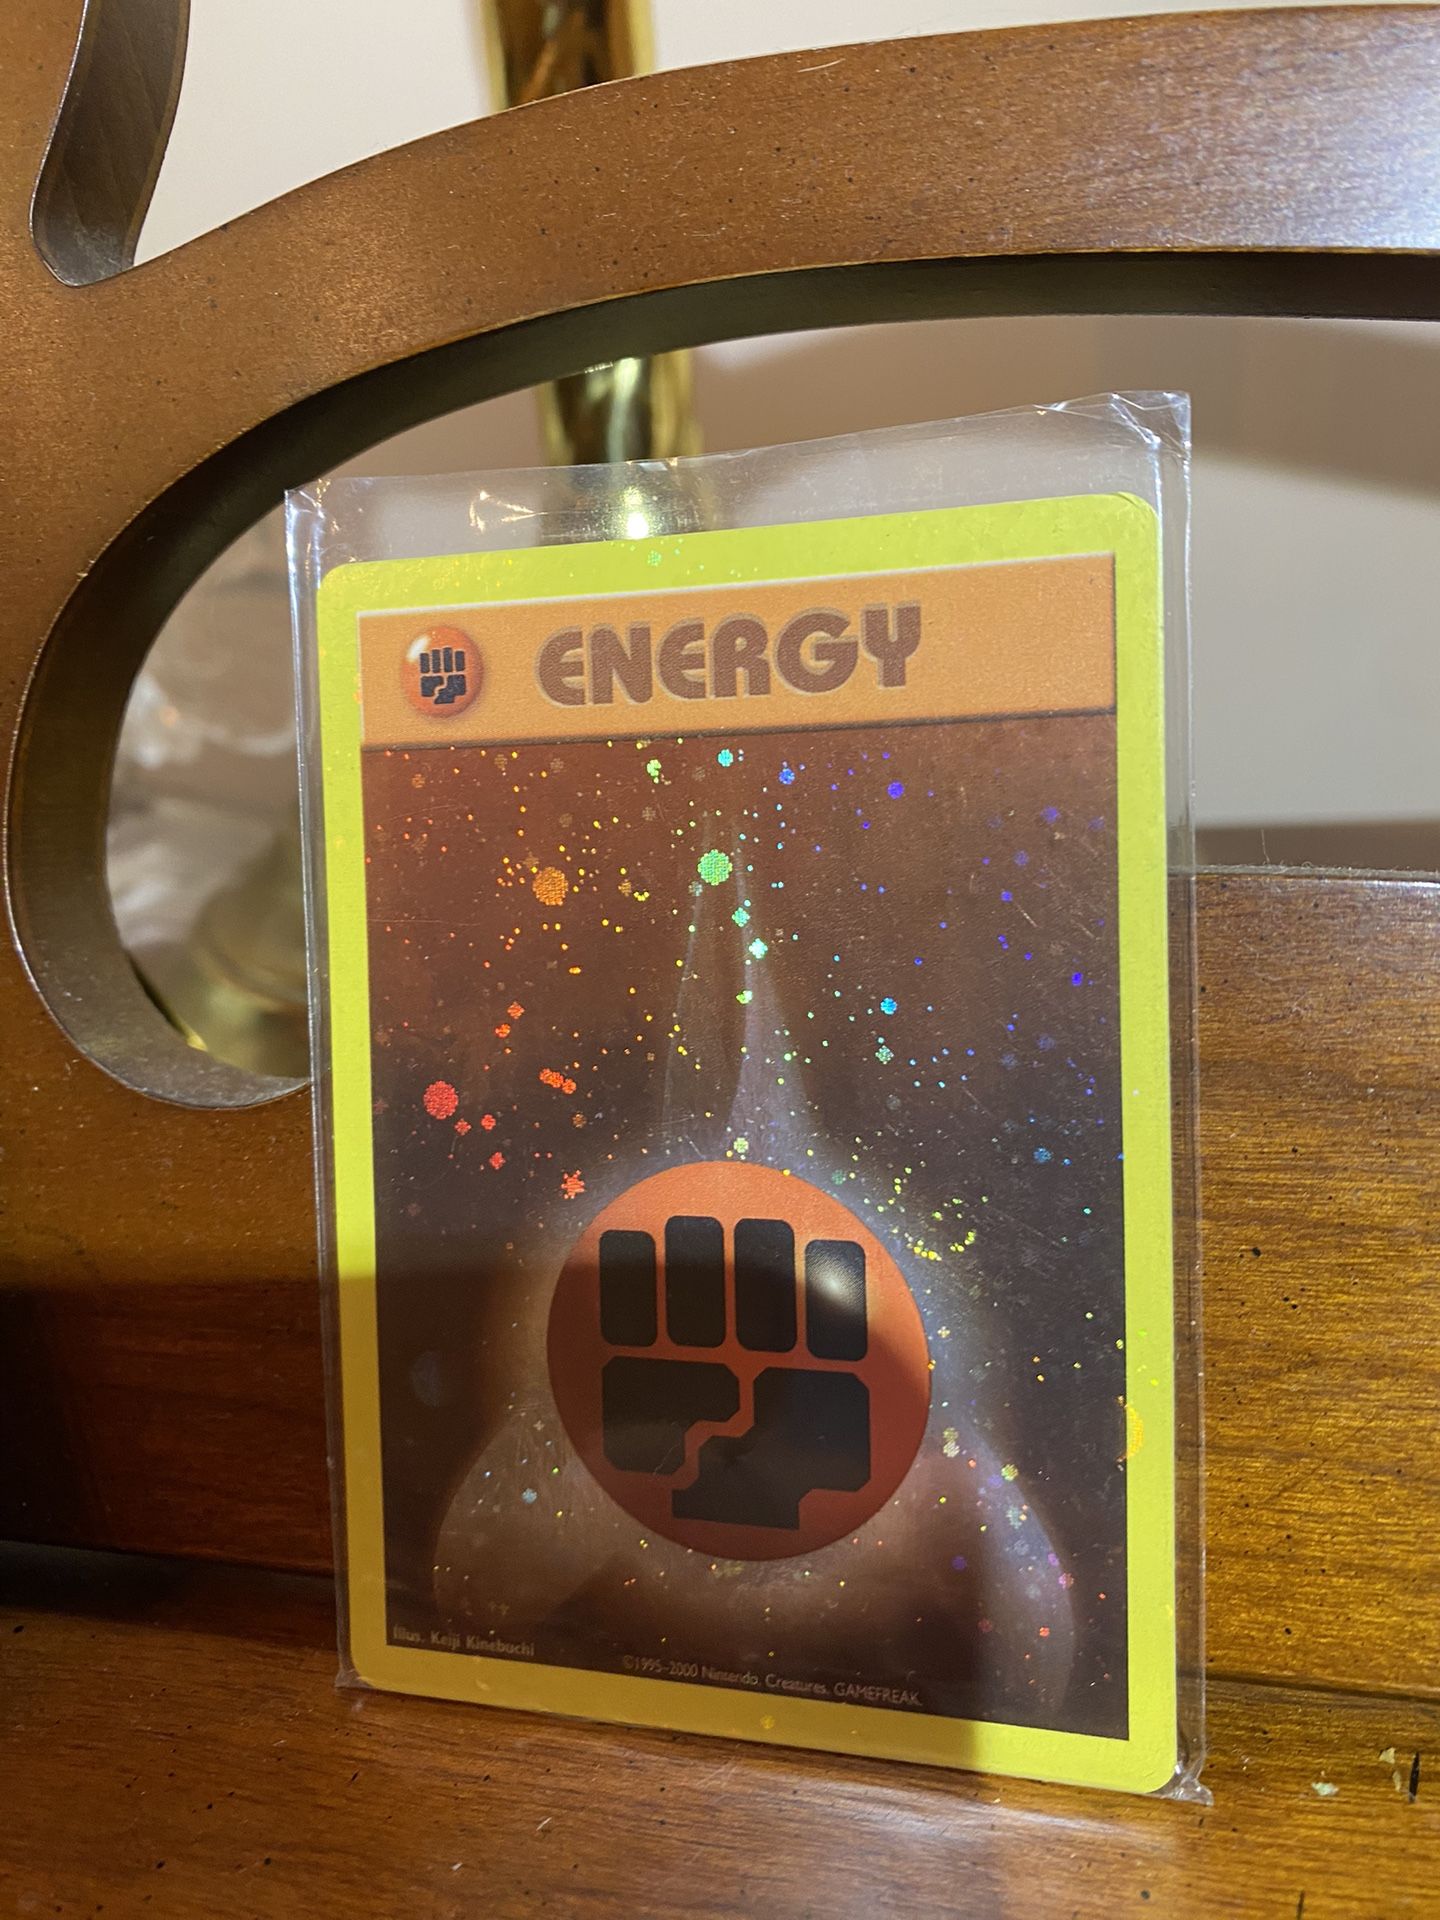 ENERGY
Illus. Keiji Kinebuchi
©1995-2000 Nintendo, Creatures, GAMEFREAK.